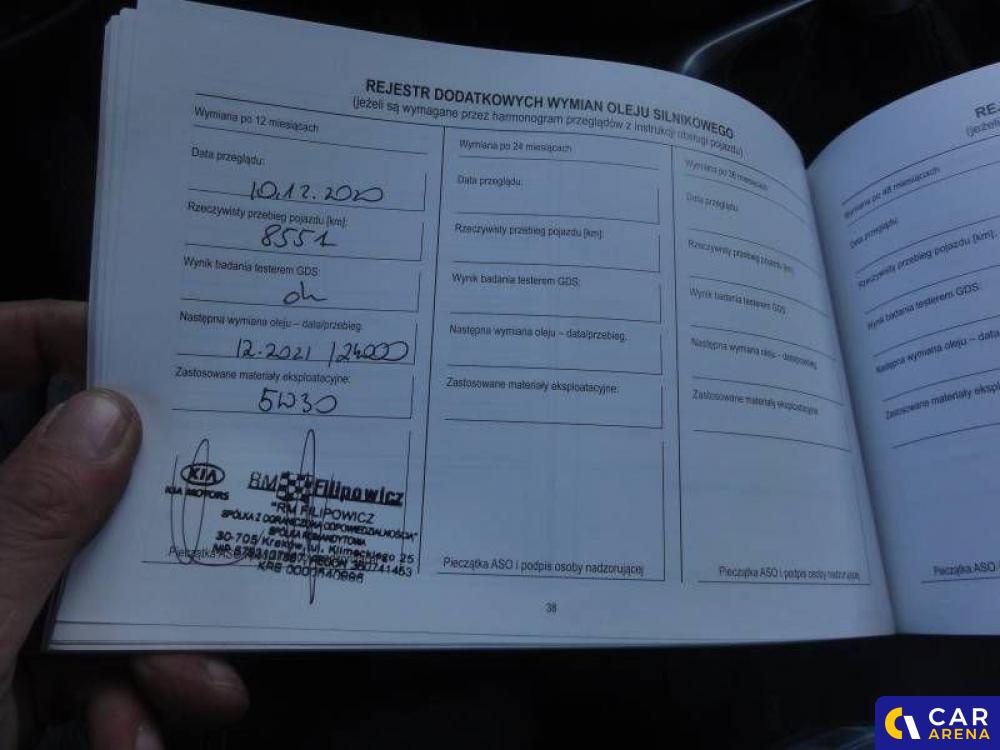 REJESTR DODATKOWYCH WYMIAN OLEJU SILNIKOWEGO
(jeżeli są wymagane przez harmonogram przeglądów z instrukcji obsługi pojazdu)
Wymiana po 12 miesiącach
Data przeglądu:
10.12.2020
Rzeczywisty przebieg pojazdu [km]:
8551
Wynik badania testerem GDS:
ok
Następna wymiana oleju – data/przebieg:
12.2021 / 24000
Zastosowane materiały eksploatacyjne:
5W30
KIA
KIA MOTORS
RM Filipowicz
"RM FILIPOWICZ
SPÓŁKA Z OGRANICZONĄ ODPOWIEDZIALNOŚCIĄ"
SPÓŁKA KOMANDYTOWA
30-705 Kraków, ul. Klimeckiego 25
Pieczątka
Wymiana po 24 miesiącach
Data przeglądu:
Rzeczywisty przebieg pojazdu [km]:
Wynik badania testerem GDS:
Następna wymiana oleju – data/przebieg:
Zastosowane materiały eksploatacyjne:
Pieczątka ASO i podpis osoby nadzorującej
Wymiana po 36 miesiącach
Data przeglądu:
Rzeczywisty przebieg pojazdu [km]:
Wynik badania testerem GDS:
Następna wymiana oleju – data/przebieg:
Zastosowane materiały eksploatacyjne:
Pieczątka ASO i podpis osoby nadzorującej
38
RE
(jeżeli
Wymiana po 48 miesiącach
Data przeglądu:
Rzeczywisty przebieg pojazdu [km]:
Wynik badania testerem GDS:
Następna wymiana oleju – data
Zastosowane materiały ekspl
Pieczątka ASO
CAR
ARENA